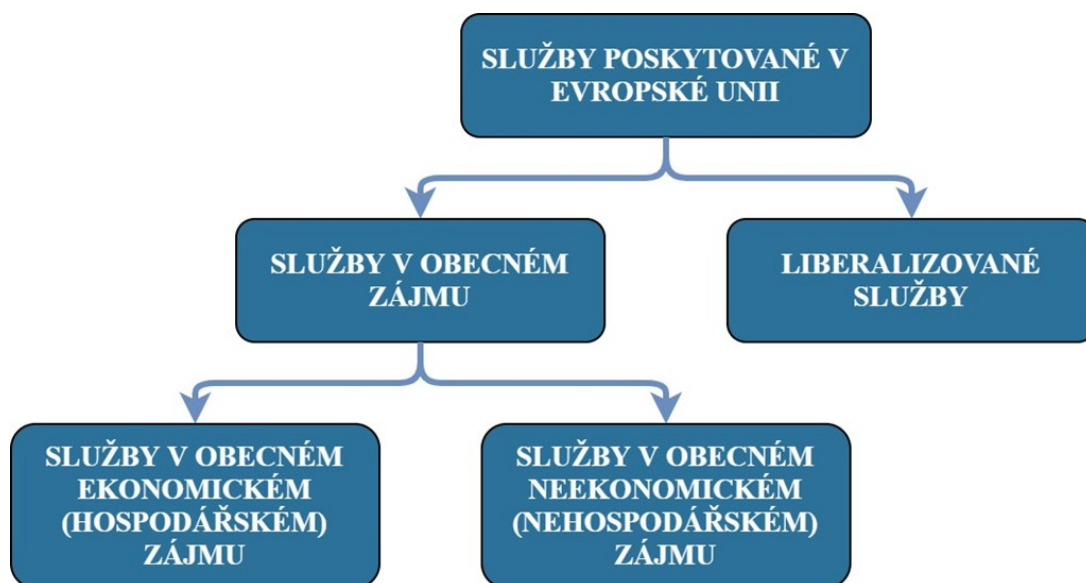 SLUŽBY POSKYTOVANÉ V
EVROPSKÉ UNII
SLUŽBY V OBECNÉM
ZÁJMU
LIBERALIZOVANÉ
SLUŽBY
SLUŽBY V OBECNÉM
EKONOMICKÉM
(HOSPODÁŘSKÉM)
ZÁJMU
SLUŽBY V OBECNÉM
NEEKONOMICKÉM
(NEHOSPODÁŘSKÉM)
ZÁJMU